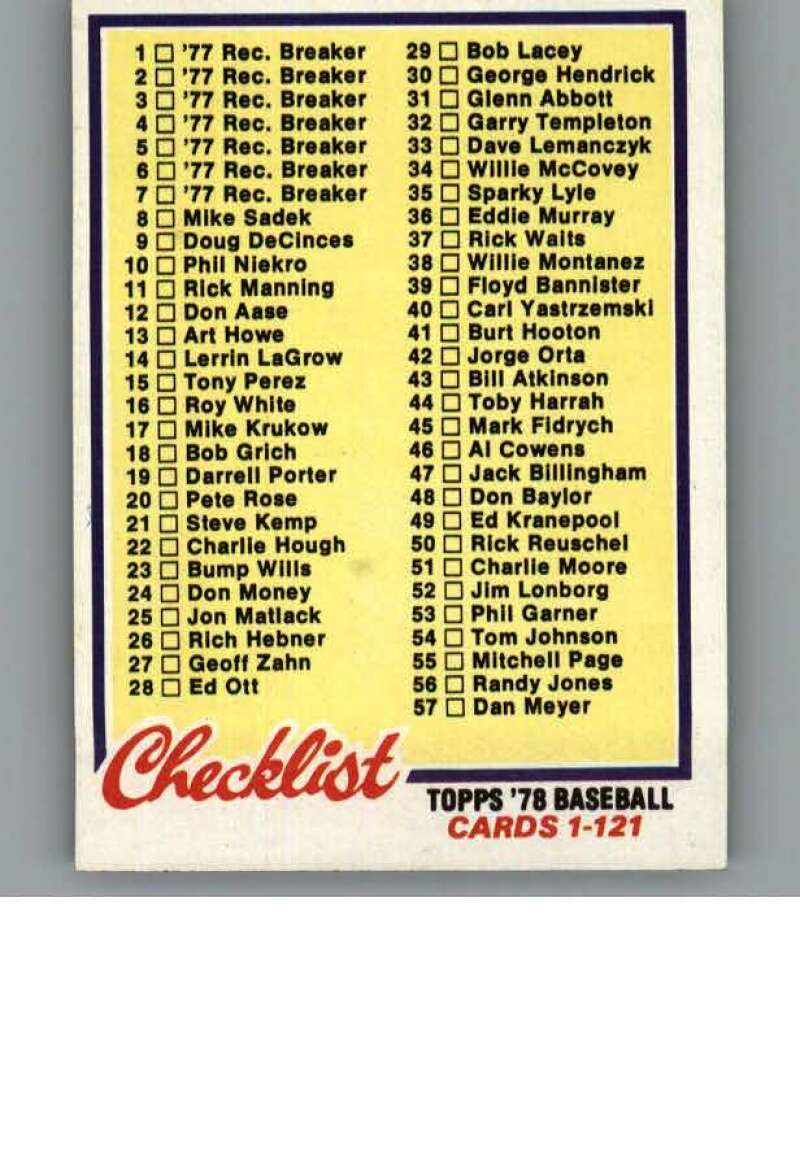 1 ☐ '77 Rec. Breaker
2 ☐ '77 Rec. Breaker
3 ☐ '77 Rec. Breaker
4 ☐ '77 Rec. Breaker
5 ☐ '77 Rec. Breaker
6 ☐ '77 Rec. Breaker
7 ☐ '77 Rec. Breaker
8 ☐ Mike Sadek
9 ☐ Doug DeCinces
10 ☐ Phil Niekro
11 ☐ Rick Manning
12 ☐ Don Aase
13 ☐ Art Howe
14 ☐ Lerrin LaGrow
15 ☐ Tony Perez
16 ☐ Roy White
17 ☐ Mike Krukow
18 ☐ Bob Grich
19 ☐ Darrell Porter
20 ☐ Pete Rose
21 ☐ Steve Kemp
22 ☐ Charlie Hough
23 ☐ Bump Wills
24 ☐ Don Money
25 ☐ Jon Matlack
26 ☐ Rich Hebner
27 ☐ Geoff Zahn
28 ☐ Ed Ott
29 ☐ Bob Lacey
30 ☐ George Hendrick
31 ☐ Glenn Abbott
32 ☐ Garry Templeton
33 ☐ Dave Lemanczyk
34 ☐ Willie McCovey
35 ☐ Sparky Lyle
36 ☐ Eddie Murray
37 ☐ Rick Waits
38 ☐ Willie Montanez
39 ☐ Floyd Bannister
40 ☐ Carl Yastrzemski
41 ☐ Burt Hooton
42 ☐ Jorge Orta
43 ☐ Bill Atkinson
44 ☐ Toby Harrah
45 ☐ Mark Fidrych
46 ☐ Al Cowens
47 ☐ Jack Billingham
48 ☐ Don Baylor
49 ☐ Ed Kranepool
50 ☐ Rick Reuschel
51 ☐ Charlie Moore
52 ☐ Jim Lonborg
53 ☐ Phil Garner
54 ☐ Tom Johnson
55 ☐ Mitchell Page
56 ☐ Randy Jones
57 ☐ Dan Meyer
Checklist
TOPPS '78 BASEBALL
CARDS 1-121